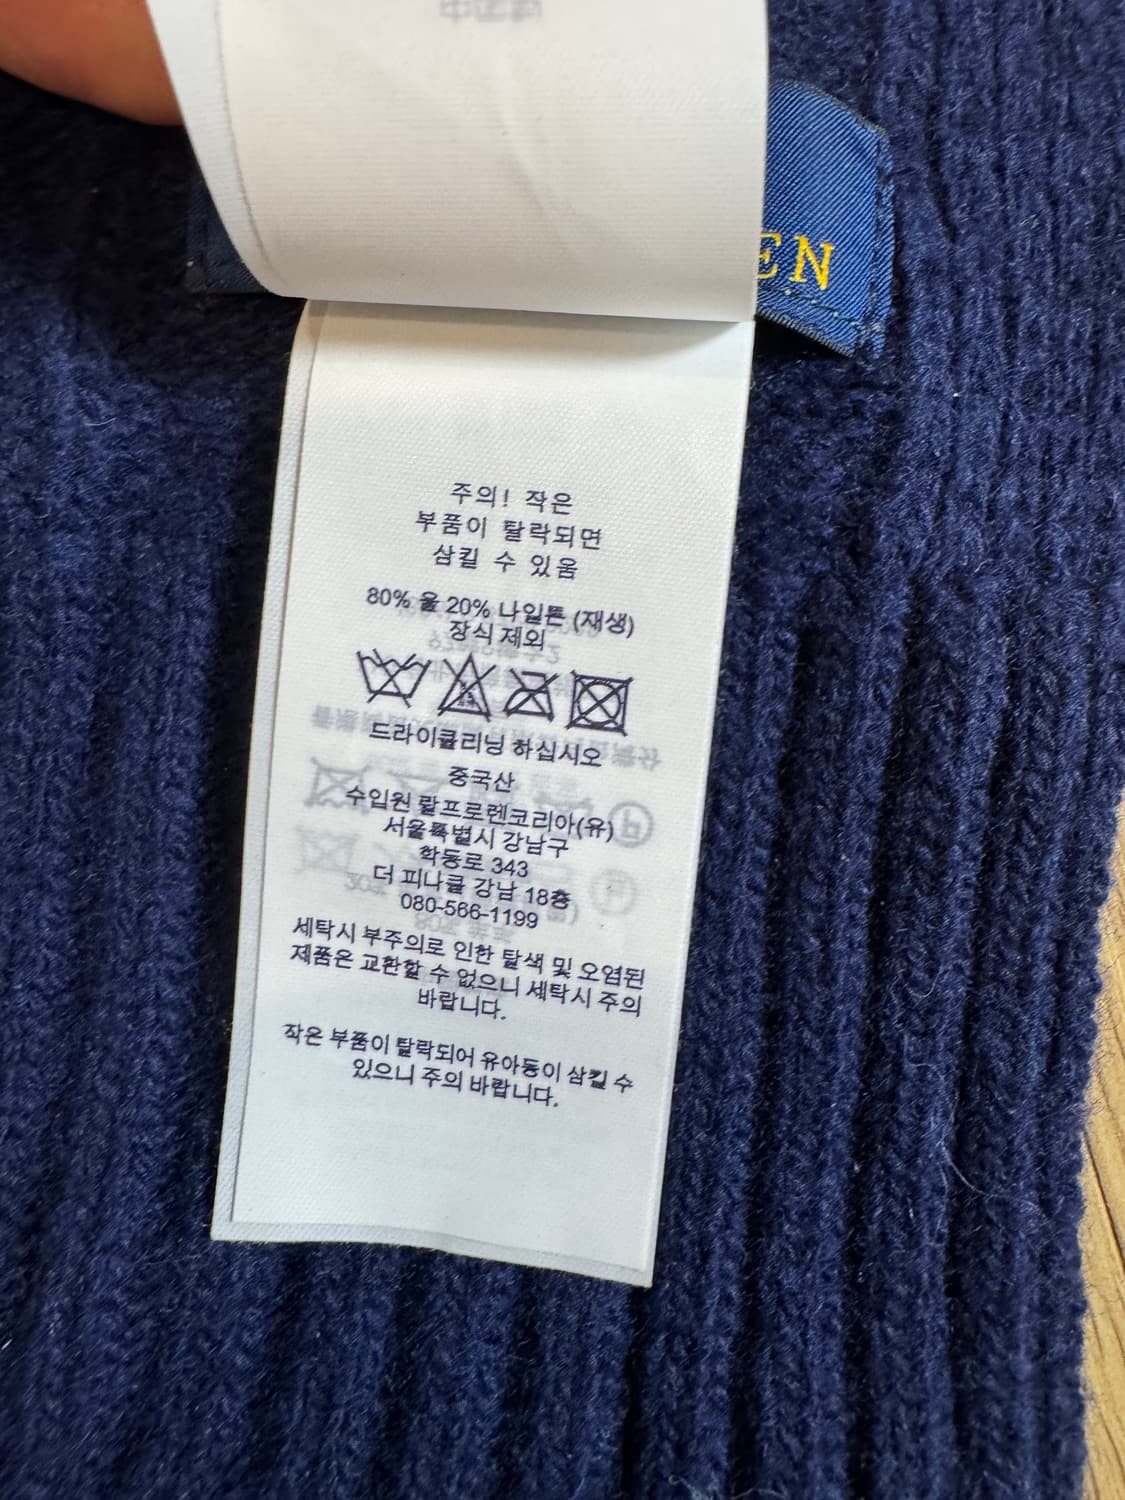 中国制
EN
주의! 작은
부품이 탈락되면
삼킬 수 있음
80% 울 20% 나일론 (재생)
장식 제외
드라이클리닝 하십시오
중국산
수입원 랄프로렌코리아(유)
서울특별시 강남구
학동로 343
더 피나클 강남 18층
080-566-1199
세탁시 부주의로 인한 탈색 및 오염된
제품은 교환할 수 없으니 세탁시 주의
바랍니다.
작은 부품이 탈락되어 유아동이 삼킬 수
있으니 주의 바랍니다.